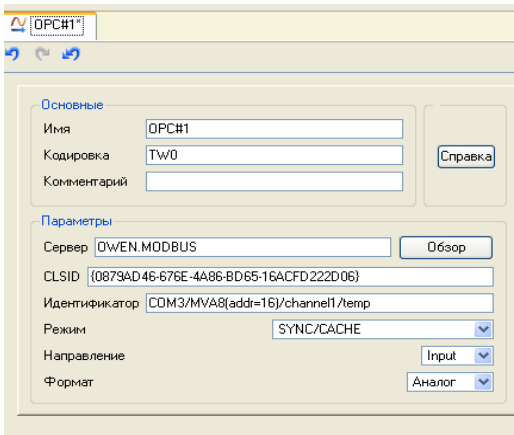 OPC#1*
Основные
Имя OPC#1
Кодировка TW0
Комментарий
Справка
Параметры
Сервер OWEN.MODBUS Обзор
CLSID {0879AD46-676E-4A86-BD65-16ACFD222D06}
Идентификатор COM3/MVA8(addr=16)/channel1/temp
Режим SYNC/CACHE
Направление Input
Формат Аналог